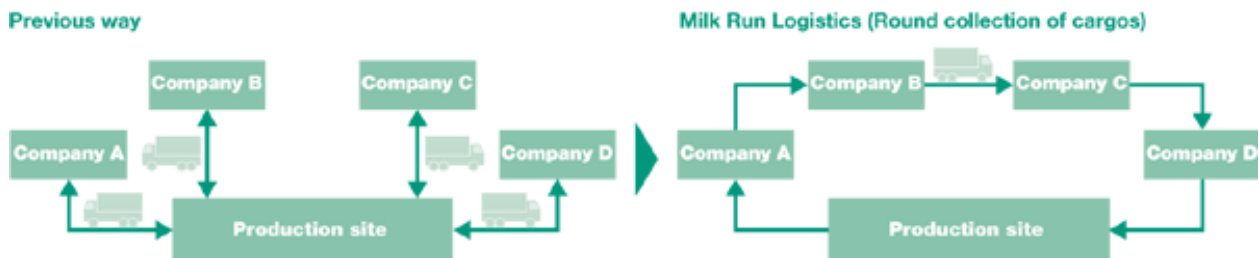 Previous way
Company B
Company C
Company A
Company D
Production site
Milk Run Logistics (Round collection of cargos)
Company B
Company C
Company A
Company D
Production site